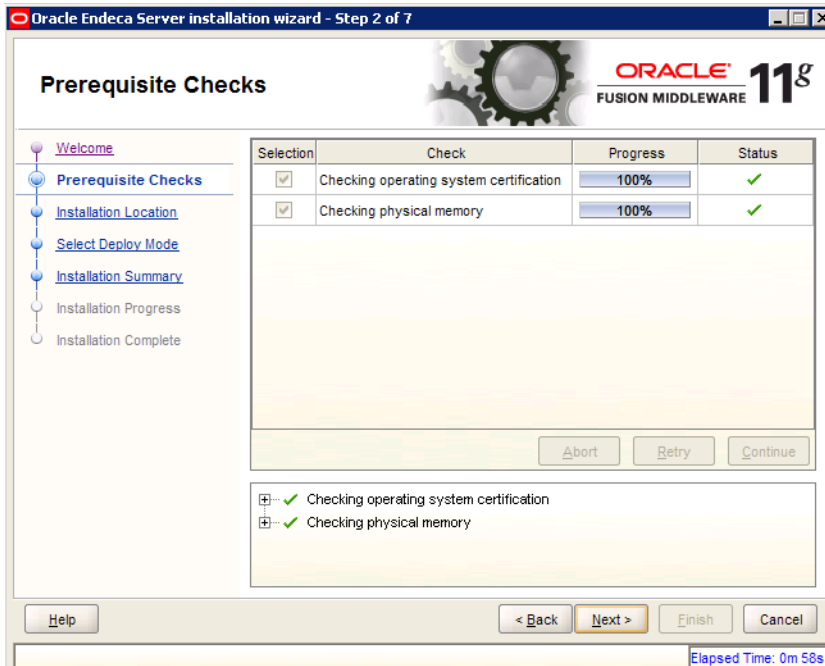 Oracle Endeca Server installation wizard - Step 2 of 7
Prerequisite Checks
ORACLE®
FUSION MIDDLEWARE 11g
Welcome
Prerequisite Checks
Installation Location
Select Deploy Mode
Installation Summary
Installation Progress
Installation Complete
Selection Check Progress Status
Checking operating system certification 100%
Checking physical memory 100%
Abort Retry Continue
Checking operating system certification
Checking physical memory
Help < Back Next > Finish Cancel
Elapsed Time: 0m 58s